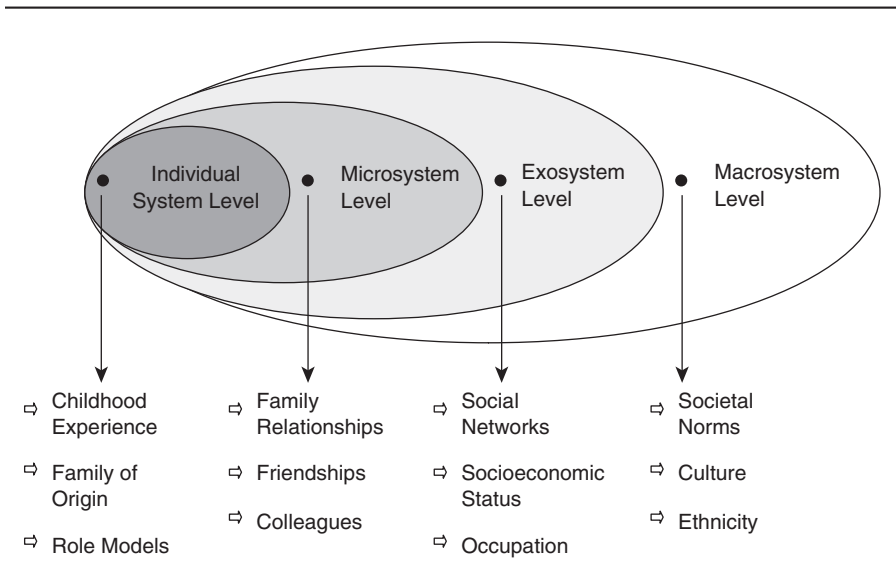 Individual
System Level
Microsystem
Level
Exosystem
Level
Macrosystem
Level
Childhood
Experience
Family of
Origin
Role Models
Family
Relationships
Friendships
Colleagues
Social
Networks
Socioeconomic
Status
Occupation
Societal
Norms
Culture
Ethnicity